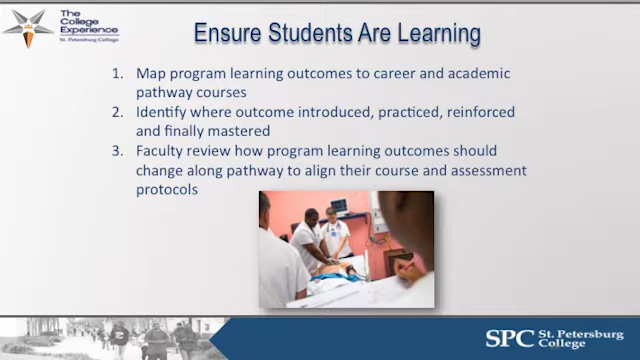 The
College
Experience
St. Petersburg College
Ensure Students Are Learning
1. Map program learning outcomes to career and academic
pathway courses
2. Identify where outcome introduced, practiced, reinforced
and finally mastered
3. Faculty review how program learning outcomes should
change along pathway to align their course and assessment
protocols
SPC St. Petersburg
College